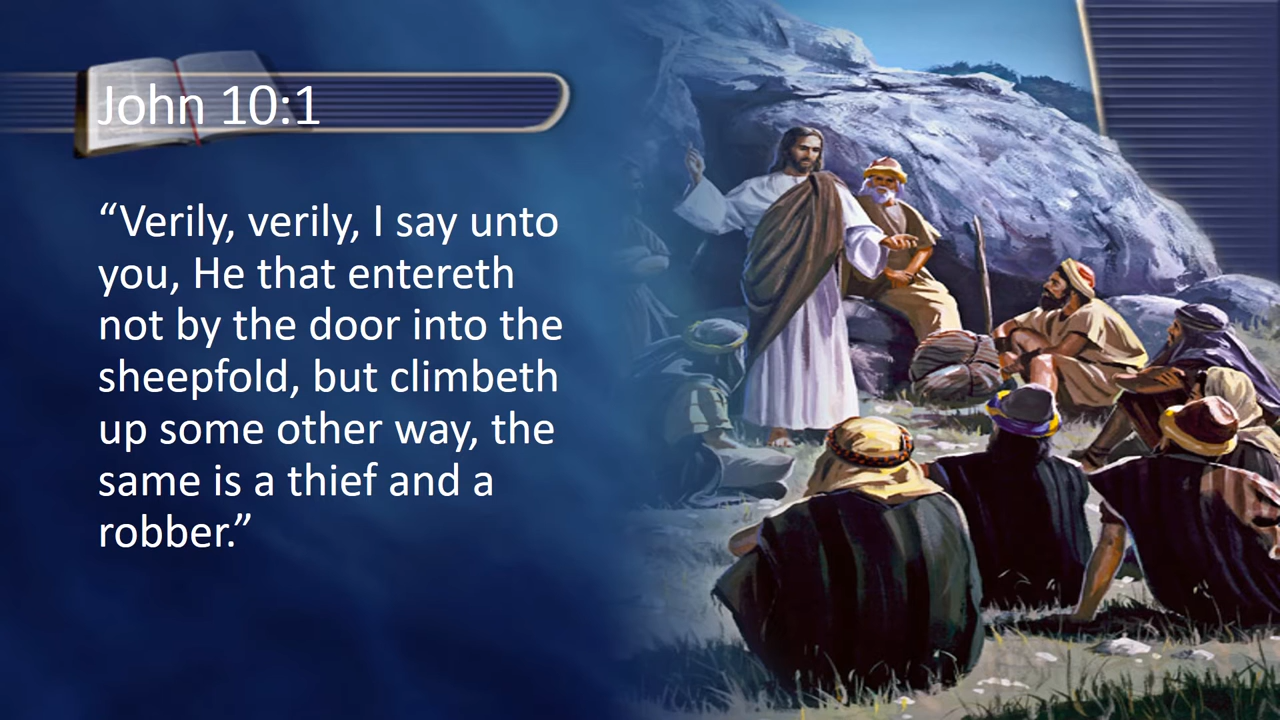 John 10:1
“Verily, verily, I say unto
you, He that entereth
not by the door into the
sheepfold, but climbeth
up some other way, the
same is a thief and a
robber.”